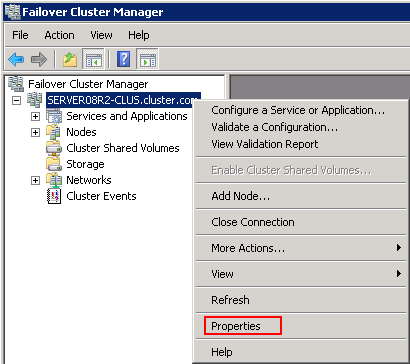 Failover Cluster Manager
File Action View Help
Failover Cluster Manager
SERVER08R2-CLUS.cluster.com
Services and Applications
Nodes
Cluster Shared Volumes
Storage
Networks
Cluster Events
Configure a Service or Application...
Validate a Configuration...
View Validation Report
Enable Cluster Shared Volumes...
Add Node...
Close Connection
More Actions...
View
Refresh
Properties
Help